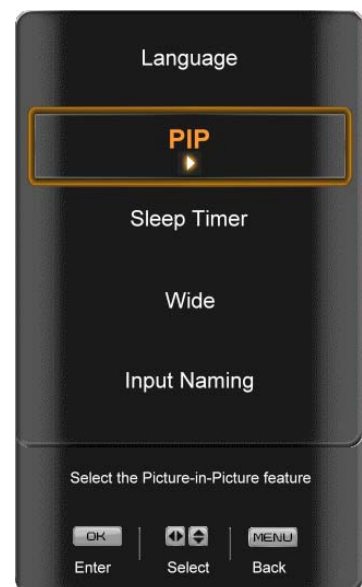 Language
PIP
Sleep Timer
Wide
Input Naming
Select the Picture-in-Picture feature
OK MENU
Enter Select Back